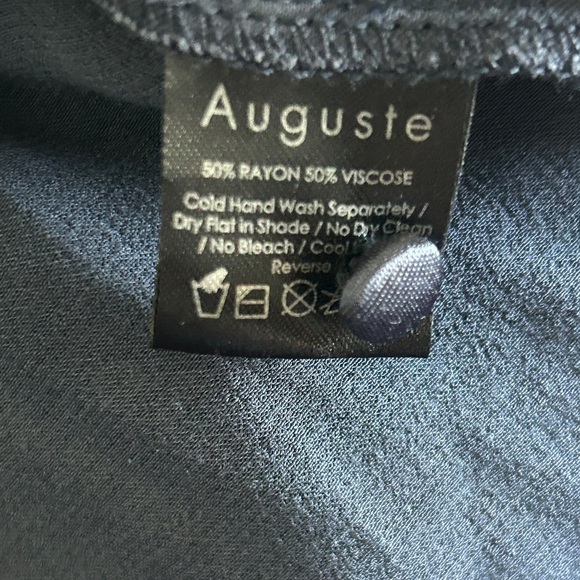 Auguste
50% RAYON 50% VISCOSE
Cold Hand Wash Separately /
Dry Flat in Shade / No Dry Clean
/ No Bleach / Cool
Reverse